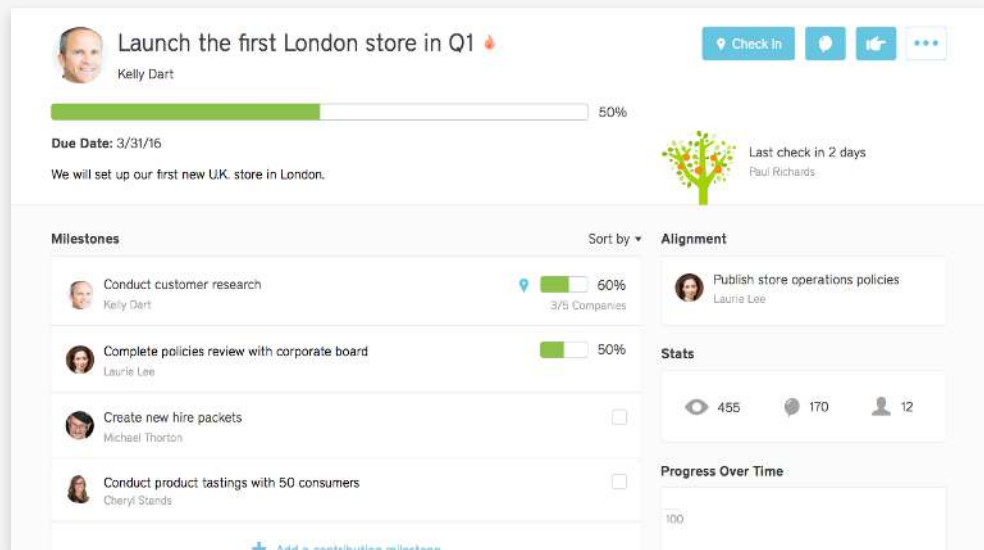 Launch the first London store in Q1
Check In
Kelly Dart
50%
Due Date: 3/31/16
We will set up our first new U.K. store in London.
Last check in 2 days
Paul Richards
Milestones
Sort by
Conduct customer research
Kelly Dart
60%
3/5 Companies
Complete policies review with corporate board
Laurie Lee
50%
Create new hire packets
Michael Thorton
Conduct product tastings with 50 consumers
Cheryl Stands
Add a contribution milestone
Alignment
Publish store operations policies
Laurie Lee
Stats
455
170
12
Progress Over Time
100